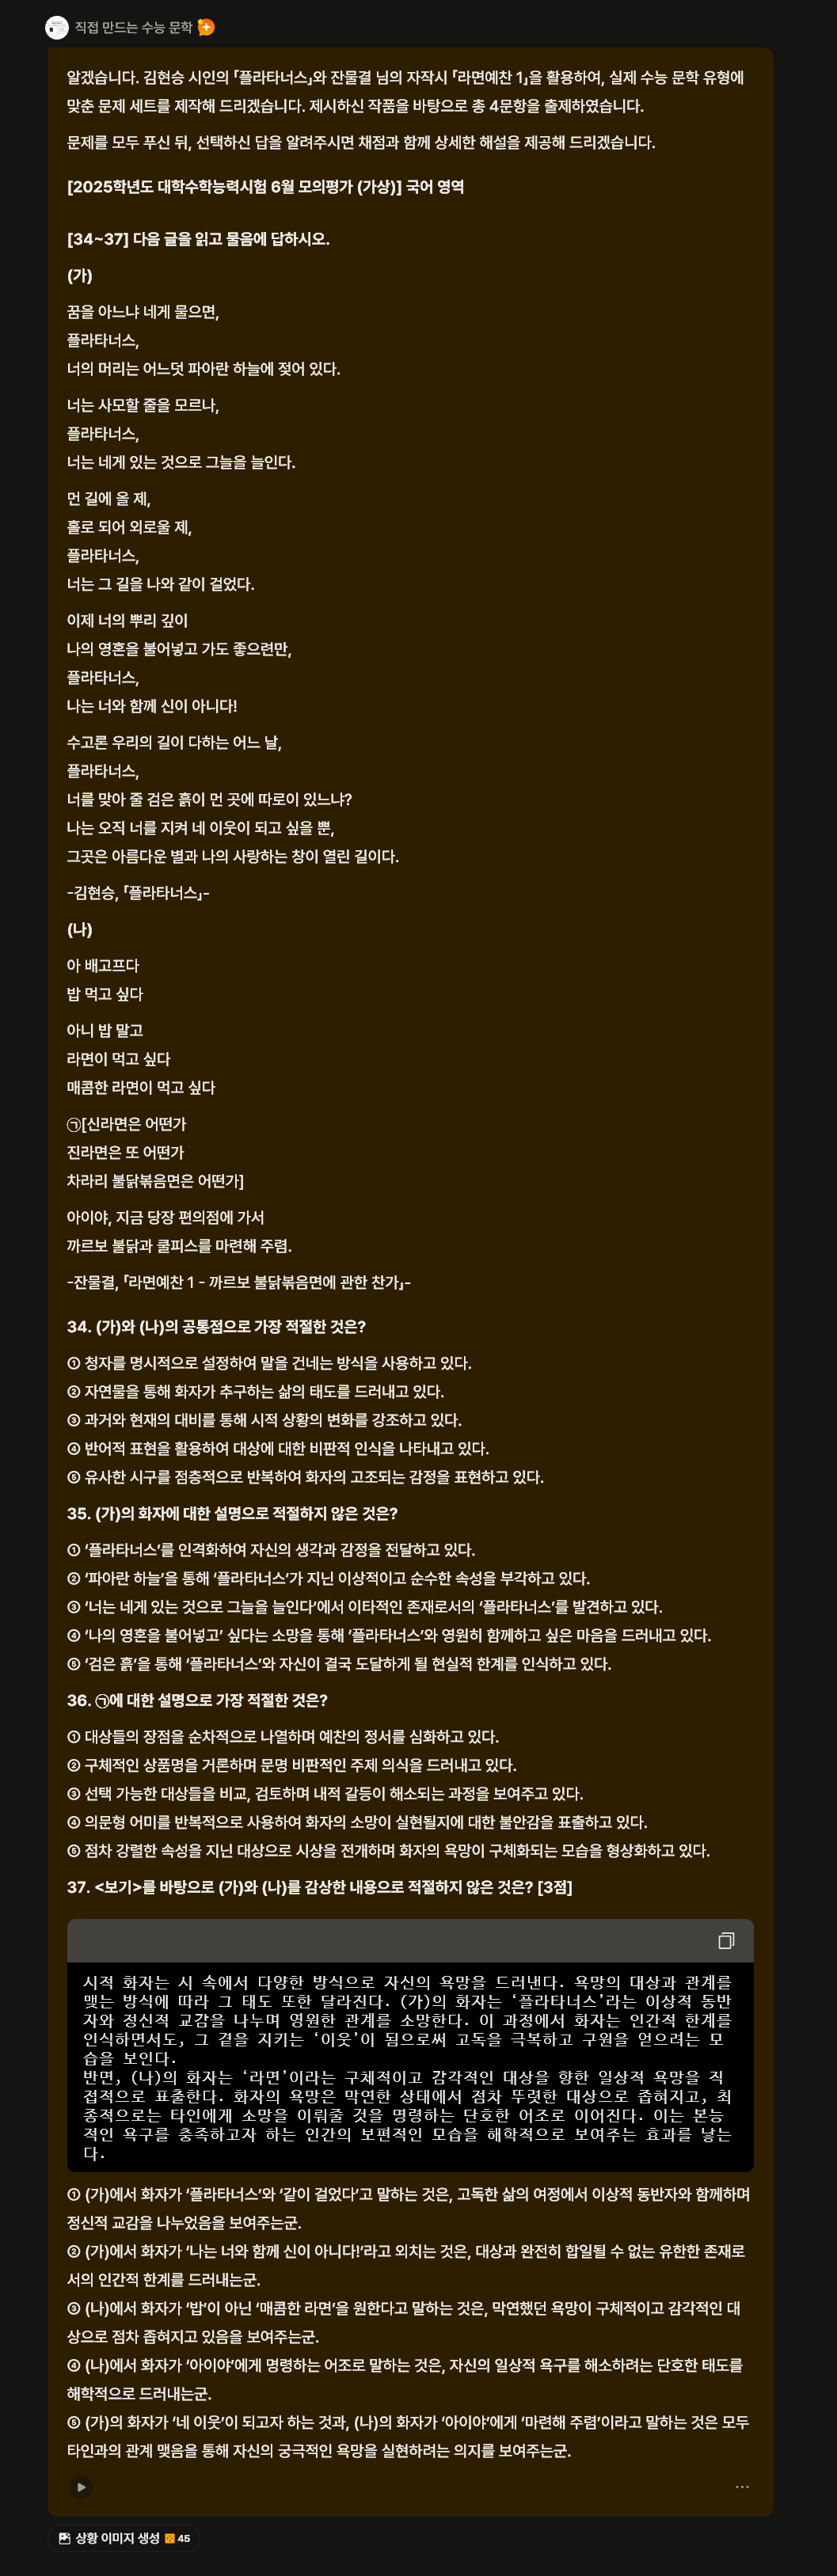 직접 만드는 수능 문학
알겠습니다. 김현승 시인의 「플라타너스」와 잔물결 님의 자작시 「라면예찬 1」을 활용하여, 실제 수능 문학 유형에
맞춘 문제 세트를 제작해 드리겠습니다. 제시하신 작품을 바탕으로 총 4문항을 출제하였습니다.
문제를 모두 푸신 뒤, 선택하신 답을 알려주시면 채점과 함께 상세한 해설을 제공해 드리겠습니다.
[2025학년도 대학수학능력시험 6월 모의평가 (가상)] 국어 영역
[34~37] 다음 글을 읽고 물음에 답하시오.
(가)
꿈을 아느냐 네게 물으면,
플라타너스,
너의 머리는 어느덧 파아란 하늘에 젖어 있다.
너는 사모할 줄을 모르나,
플라타너스,
너는 네게 있는 것으로 그늘을 늘인다.
먼 길에 올 제,
홀로 되어 외로울 제,
플라타너스,
너는 그 길을 나와 같이 걸었다.
이제 너의 뿌리 깊이
나의 영혼을 불어넣고 가도 좋으련만,
플라타너스,
나는 너와 함께 신이 아니다!
수고론 우리의 길이 다하는 어느 날,
플라타너스,
너를 맞아 줄 검은 흙이 먼 곳에 따로이 있느냐?
나는 오직 너를 지켜 네 이웃이 되고 싶을 뿐,
그곳은 아름다운 별과 나의 사랑하는 창이 열린 길이다.
-김현승, 「플라타너스」-
(나)
아 배고프다
밥 먹고 싶다
아니 밥 말고
라면이 먹고 싶다
매콤한 라면이 먹고 싶다
㉠[신라면은 어떤가
진라면은 또 어떤가
차라리 불닭볶음면은 어떤가]
아이야, 지금 당장 편의점에 가서
까르보 불닭과 쿨피스를 마련해 주렴.
-잔물결, 「라면예찬 1 - 까르보 불닭볶음면에 관한 찬가」-
34. (가)와 (나)의 공통점으로 가장 적절한 것은?
① 청자를 명시적으로 설정하여 말을 건네는 방식을 사용하고 있다.
② 자연물을 통해 화자가 추구하는 삶의 태도를 드러내고 있다.
③ 과거와 현재의 대비를 통해 시적 상황의 변화를 강조하고 있다.
④ 반어적 표현을 활용하여 대상에 대한 비판적 인식을 나타내고 있다.
⑤ 유사한 시구를 점층적으로 반복하여 화자의 고조되는 감정을 표현하고 있다.
35. (가)의 화자에 대한 설명으로 적절하지 않은 것은?
① ‘플라타너스’를 인격화하여 자신의 생각과 감정을 전달하고 있다.
② ‘파아란 하늘’을 통해 ‘플라타너스’가 지닌 이상적이고 순수한 속성을 부각하고 있다.
③ ‘너는 네게 있는 것으로 그늘을 늘인다’에서 이타적인 존재로서의 ‘플라타너스’를 발견하고 있다.
④ ‘나의 영혼을 불어넣고’ 싶다는 소망을 통해 ‘플라타너스’와 영원히 함께하고 싶은 마음을 드러내고 있다.
⑤ ‘검은 흙’을 통해 ‘플라타너스’와 자신이 결국 도달하게 될 현실적 한계를 인식하고 있다.
36. ㉠에 대한 설명으로 가장 적절한 것은?
① 대상들의 장점을 순차적으로 나열하며 예찬의 정서를 심화하고 있다.
② 구체적인 상품명을 거론하며 문명 비판적인 주제 의식을 드러내고 있다.
③ 선택 가능한 대상들을 비교, 검토하며 내적 갈등이 해소되는 과정을 보여주고 있다.
④ 의문형 어미를 반복적으로 사용하여 화자의 소망이 실현될지에 대한 불안감을 표출하고 있다.
⑤ 점차 강렬한 속성을 지닌 대상으로 시상을 전개하며 화자의 욕망이 구체화되는 모습을 형상화하고 있다.
37. <보기>를 바탕으로 (가)와 (나)를 감상한 내용으로 적절하지 않은 것은? [3점]
시적 화자는 시 속에서 다양한 방식으로 자신의 욕망을 드러낸다. 욕망의 대상과 관계를
맺는 방식에 따라 그 태도 또한 달라진다. (가)의 화자는 ‘플라타너스’라는 이상적 동반
자와 정신적 교감을 나누며 영원한 관계를 소망한다. 이 과정에서 화자는 인간적 한계를
인식하면서도, 그 곁을 지키는 ‘이웃’이 됨으로써 고독을 극복하고 구원을 얻으려는 모
습을 보인다.
반면, (나)의 화자는 ‘라면’이라는 구체적이고 감각적인 대상을 향한 일상적 욕망을 직
접적으로 표출한다. 화자의 욕망은 막연한 상태에서 점차 뚜렷한 대상으로 좁혀지고, 최
종적으로는 타인에게 소망을 이뤄줄 것을 명령하는 단호한 어조로 이어진다. 이는 본능
적인 욕구를 충족하고자 하는 인간의 보편적인 모습을 해학적으로 보여주는 효과를 낳는
다.
① (가)에서 화자가 ‘플라타너스’와 ‘같이 걸었다’고 말하는 것은, 고독한 삶의 여정에서 이상적 동반자와 함께하며
정신적 교감을 나누었음을 보여주는군.
② (가)에서 화자가 ‘나는 너와 함께 신이 아니다!’라고 외치는 것은, 대상과 완전히 합일될 수 없는 유한한 존재로
서의 인간적 한계를 드러내는군.
③ (나)에서 화자가 ‘밥’이 아닌 ‘매콤한 라면’을 원한다고 말하는 것은, 막연했던 욕망이 구체적이고 감각적인 대
상으로 점차 좁혀지고 있음을 보여주는군.
④ (나)에서 화자가 ‘아이야’에게 명령하는 어조로 말하는 것은, 자신의 일상적 욕구를 해소하려는 단호한 태도를
해학적으로 드러내는군.
⑤ (가)의 화자가 ‘네 이웃’이 되고자 하는 것과, (나)의 화자가 ‘아이야’에게 ‘마련해 주렴’이라고 말하는 것은 모두
타인과의 관계 맺음을 통해 자신의 궁극적인 욕망을 실현하려는 의지를 보여주는군.
상황 이미지 생성 45